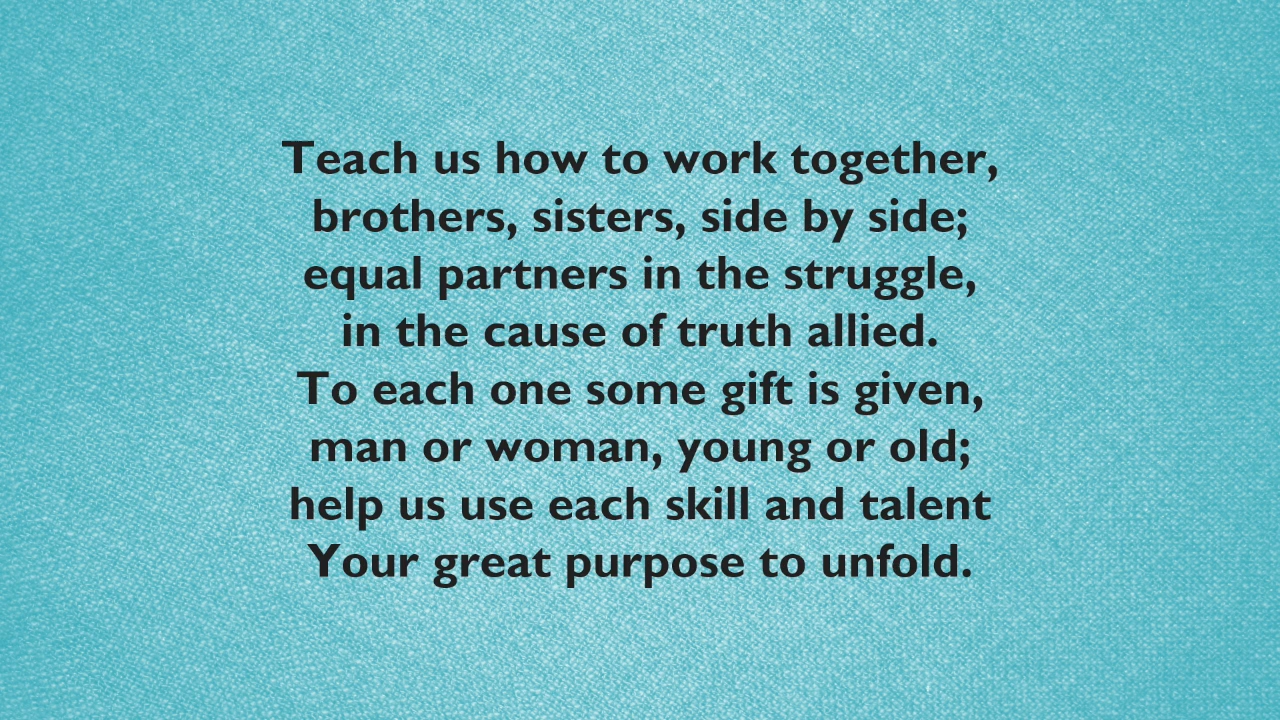 Teach us how to work together,
brothers, sisters, side by side;
equal partners in the struggle,
in the cause of truth allied.
To each one some gift is given,
man or woman, young or old;
help us use each skill and talent
Your great purpose to unfold.